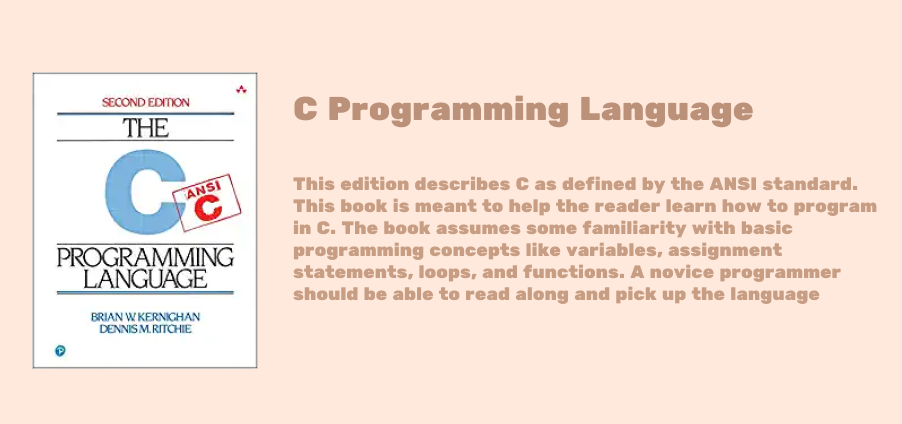 SECOND EDITION
THE
C
ANSI
C
PROGRAMMING
LANGUAGE
BRIAN W. KERNIGHAN
DENNIS M. RITCHIE
P
C Programming Language
This edition describes C as defined by the ANSI standard.
This book is meant to help the reader learn how to program
in C. The book assumes some familiarity with basic
programming concepts like variables, assignment
statements, loops, and functions. A novice programmer
should be able to read along and pick up the language